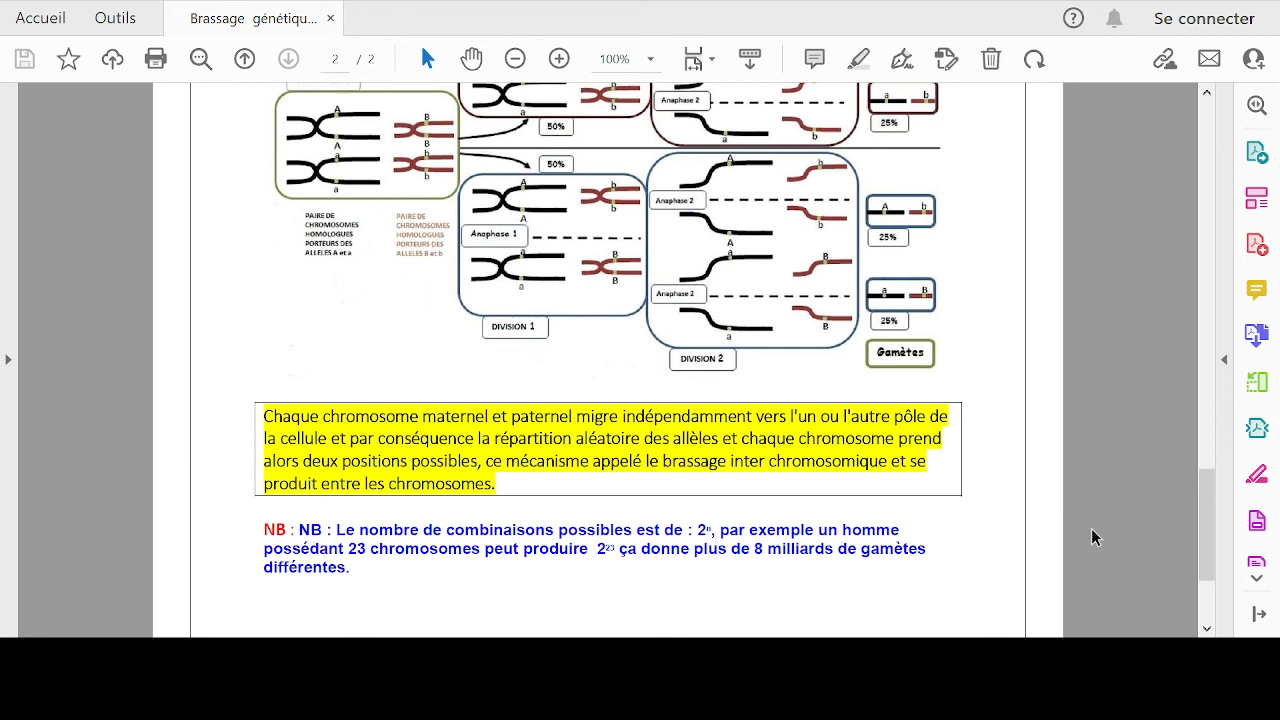 Accueil Outils Brassage génétiqu... × Se connecter
2 / 2 100%
A B A B a b a b
PAIRE DE CHROMOSOMES HOMOLOGUES PORTEURS DES ALLELES A et a
PAIRE DE CHROMOSOMES HOMOLOGUES PORTEURS DES ALLELES B et b
a b
50%
50%
A b A b
Anaphase 1
a B a B
DIVISION 1
Anaphase 2
a b
A b
Anaphase 2
A b
a B
Anaphase 2
a B
DIVISION 2
a b
25%
A b
25%
a B
25%
Gamètes
Chaque chromosome maternel et paternel migre indépendamment vers l'un ou l'autre pôle de
la cellule et par conséquence la répartition aléatoire des allèles et chaque chromosome prend
alors deux positions possibles, ce mécanisme appelé le brassage inter chromosomique et se
produit entre les chromosomes.
NB : NB : Le nombre de combinaisons possibles est de : 2ⁿ, par exemple un homme
possédant 23 chromosomes peut produire 2²³ ça donne plus de 8 milliards de gamètes
différentes.